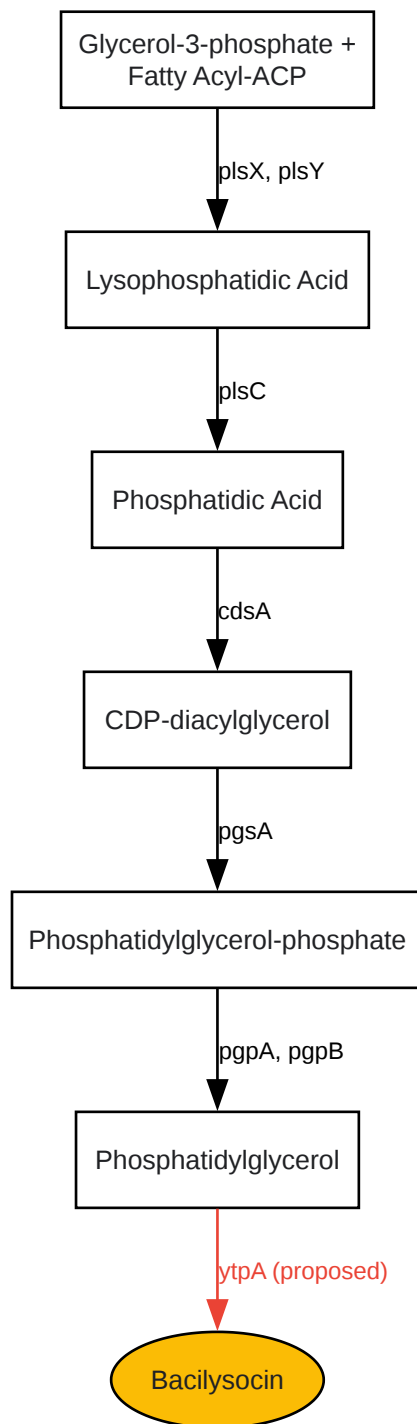 Glycerol-3-phosphate +
Fatty Acyl-ACP
plsX, plsY
Lysophosphatidic Acid
plsC
Phosphatidic Acid
cdsA
CDP-diacylglycerol
pgsA
Phosphatidylglycerol-phosphate
pgpA, pgpB
Phosphatidylglycerol
ytpA (proposed)
Bacilysocin